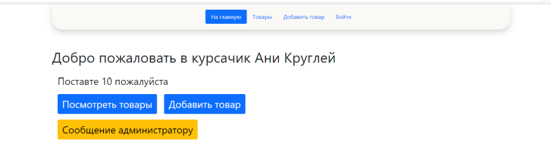 На главную Товары Добавить товар Войти
Добро пожаловать в курсачик Ани Круглей
Поставте 10 пожалуйста
Посмотреть товары Добавить товар
Сообщение администратору